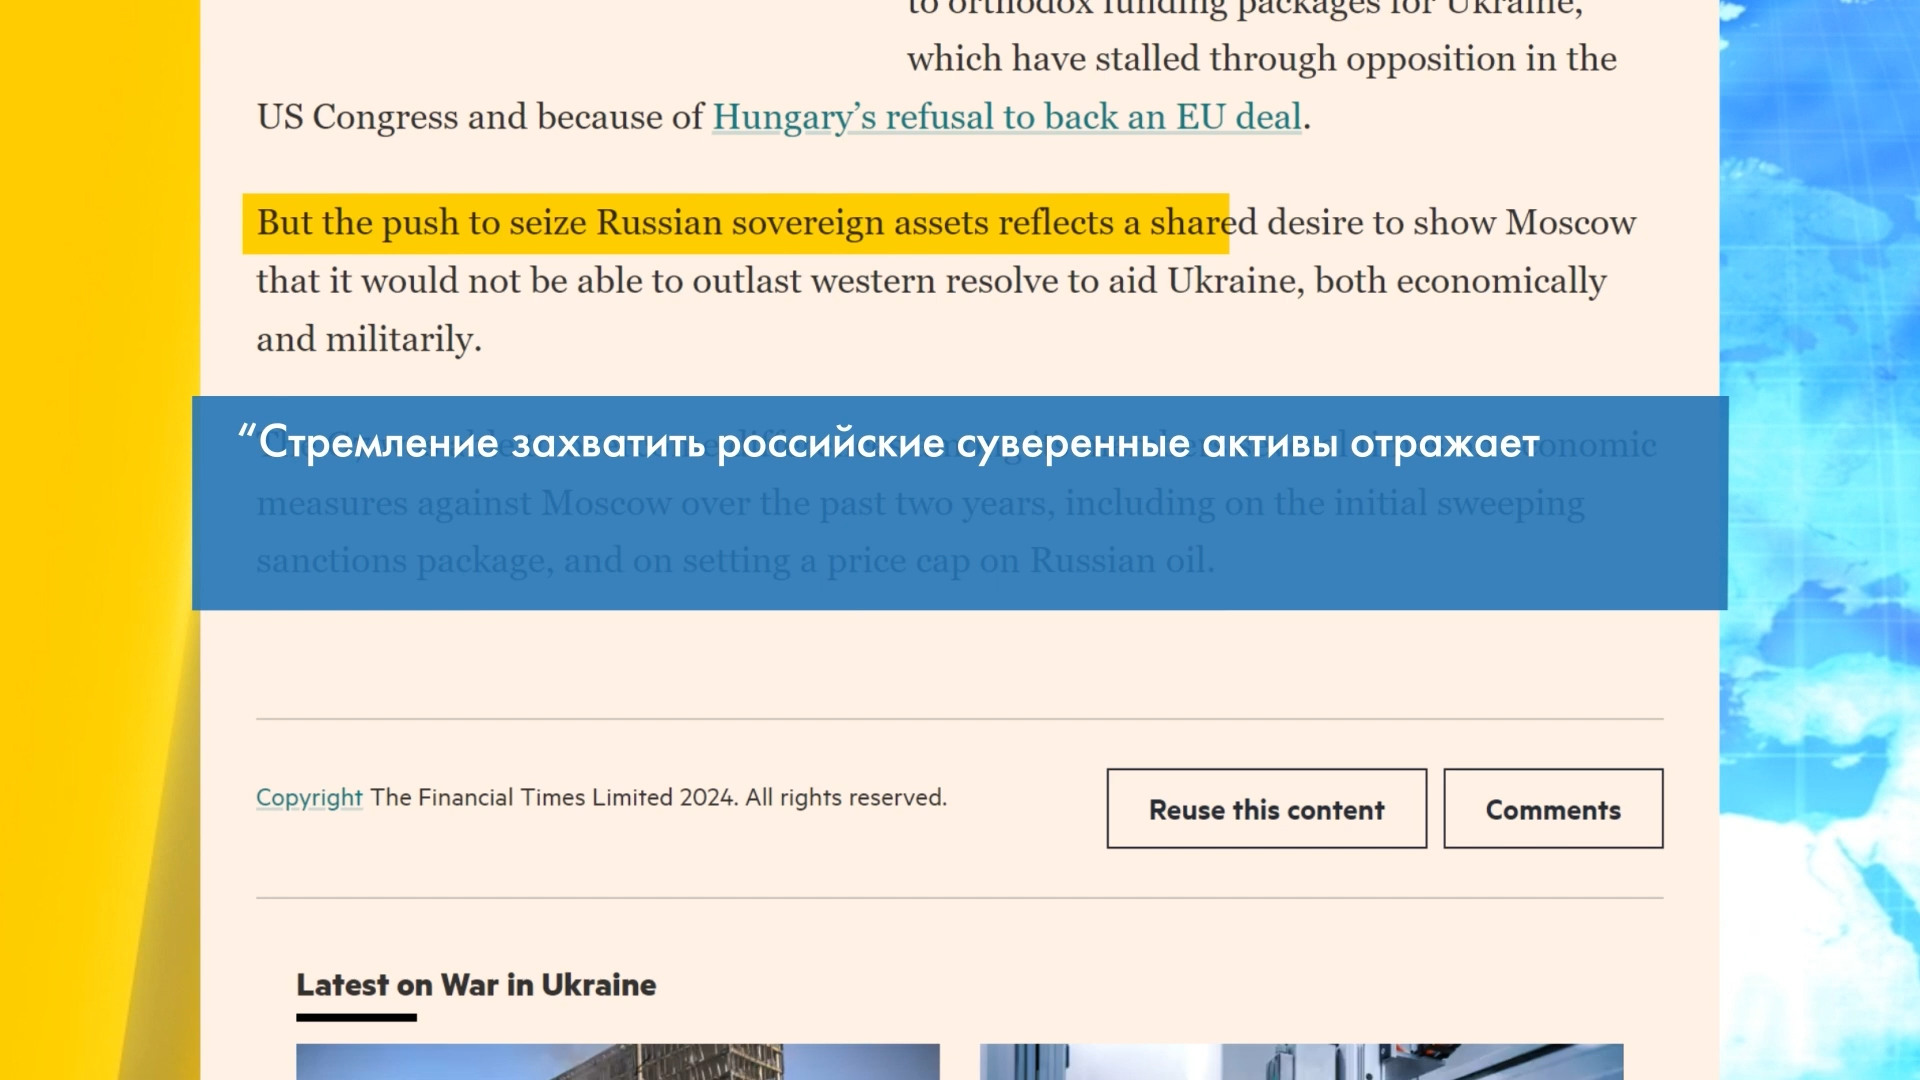 to orthodox funding packages for Ukraine,
which have stalled through opposition in the
US Congress and because of Hungary’s refusal to back an EU deal.
But the push to seize Russian sovereign assets reflects a shared desire to show Moscow
that it would not be able to outlast western resolve to aid Ukraine, both economically
and militarily.
“Стремление захватить российские суверенные активы отражает
measures against Moscow over the past two years, including on the initial sweeping
sanctions package, and on setting a price cap on Russian oil.
Copyright The Financial Times Limited 2024. All rights reserved.
Reuse this content
Comments
Latest on War in Ukraine